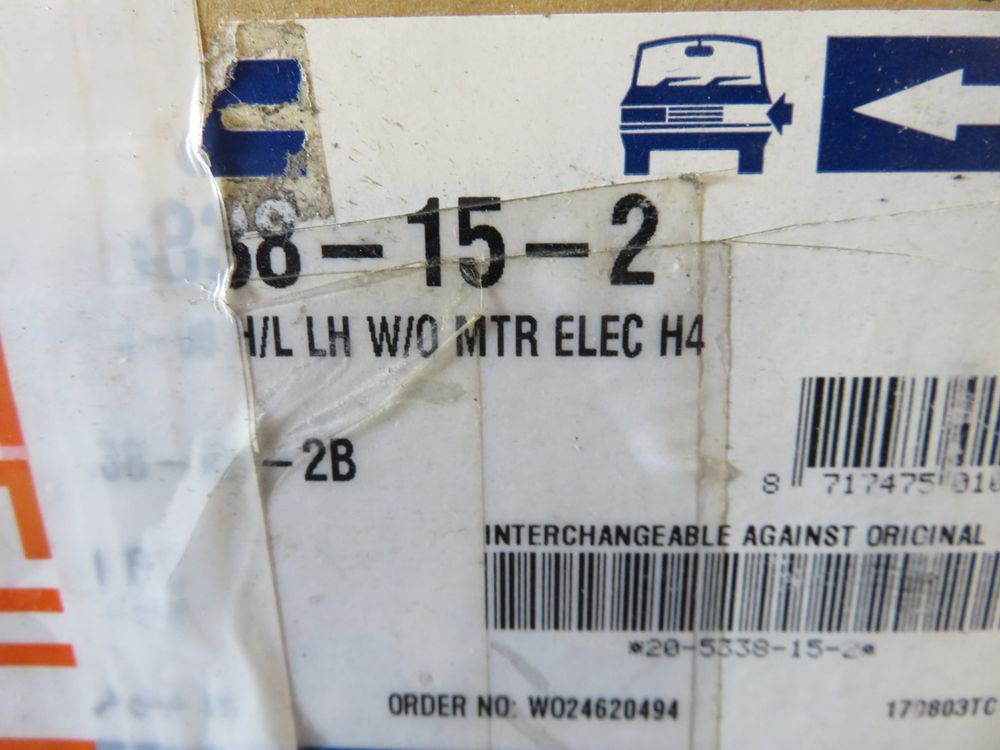 38-15-2
H/L LH W/O MTR ELEC H4
-2B
8 717475 010
INTERCHANGEABLE AGAINST ORIGINAL
*20-5338-15-2*
ORDER NO: WO24620494
170803TC